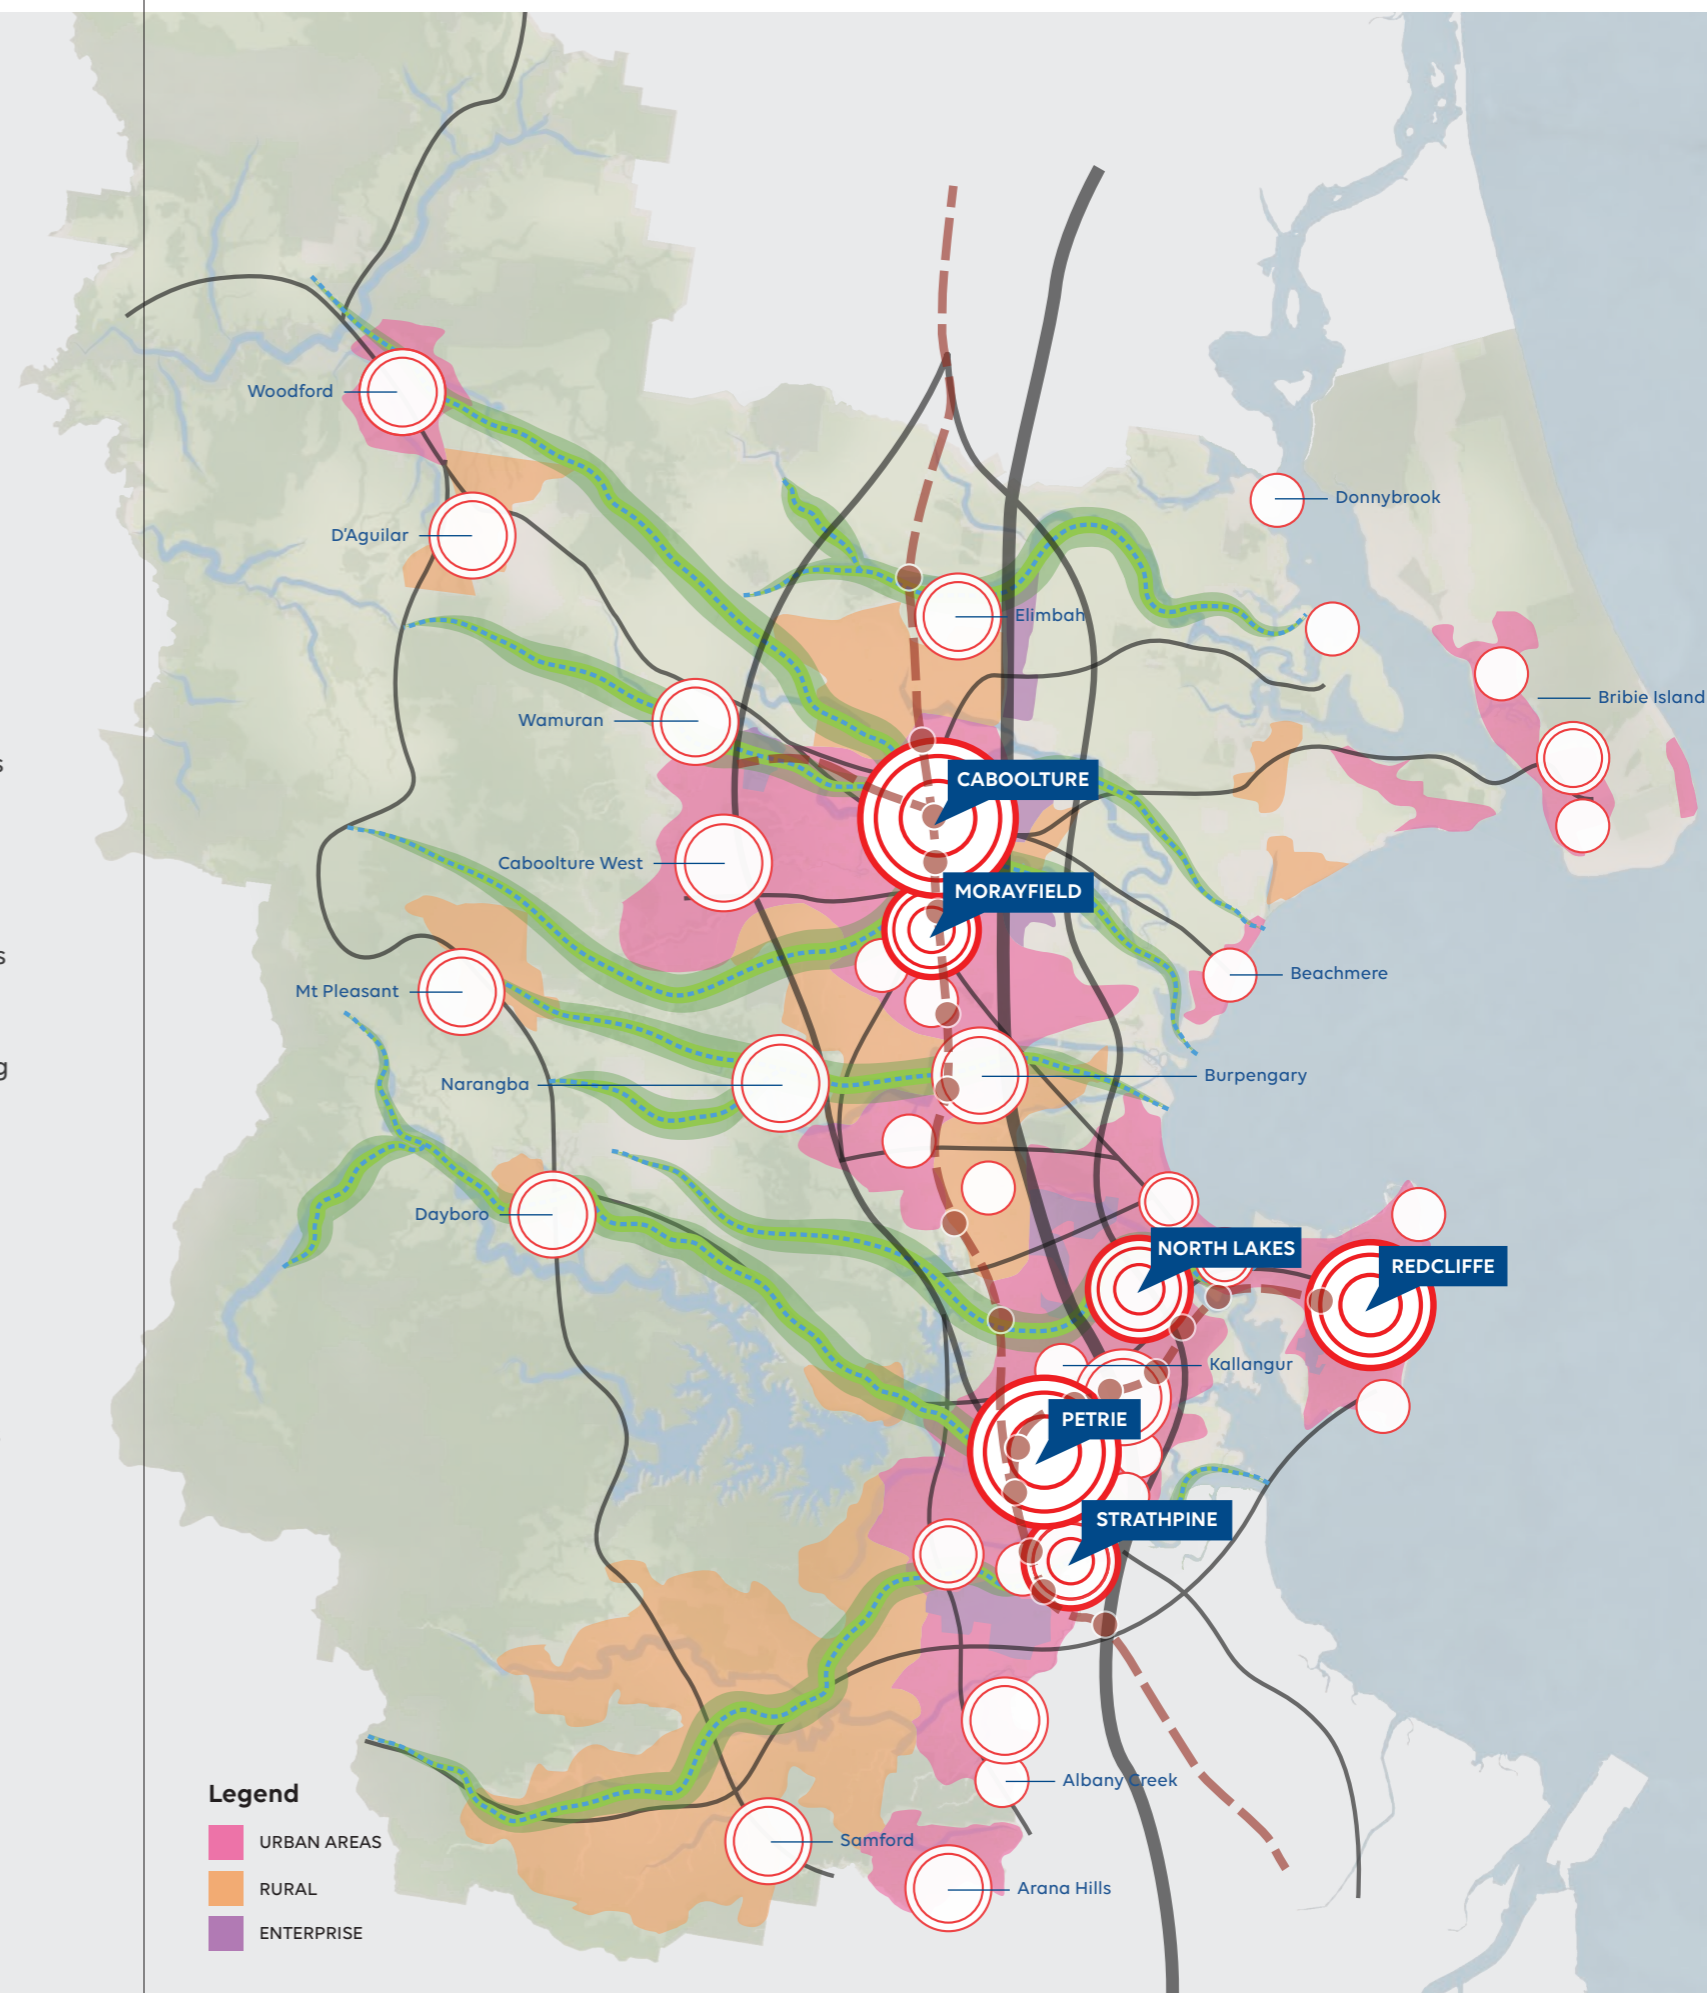 Woodford
D'Aguilar
Donnybrook
Elimbah
Bribie Island
Wamuran
s
CABOOLTURE
Caboolture West
MORAYFIELD
s
Beachmere
Mt Pleasant
g
Narangba
Burpengary
Dayboro
NORTH LAKES
REDCLIFFE
Kallangur
PETRIE
STRATHPINE
Albany Creek
Legend
URBAN AREAS
Samford
RURAL
Arana Hills
ENTERPRISE